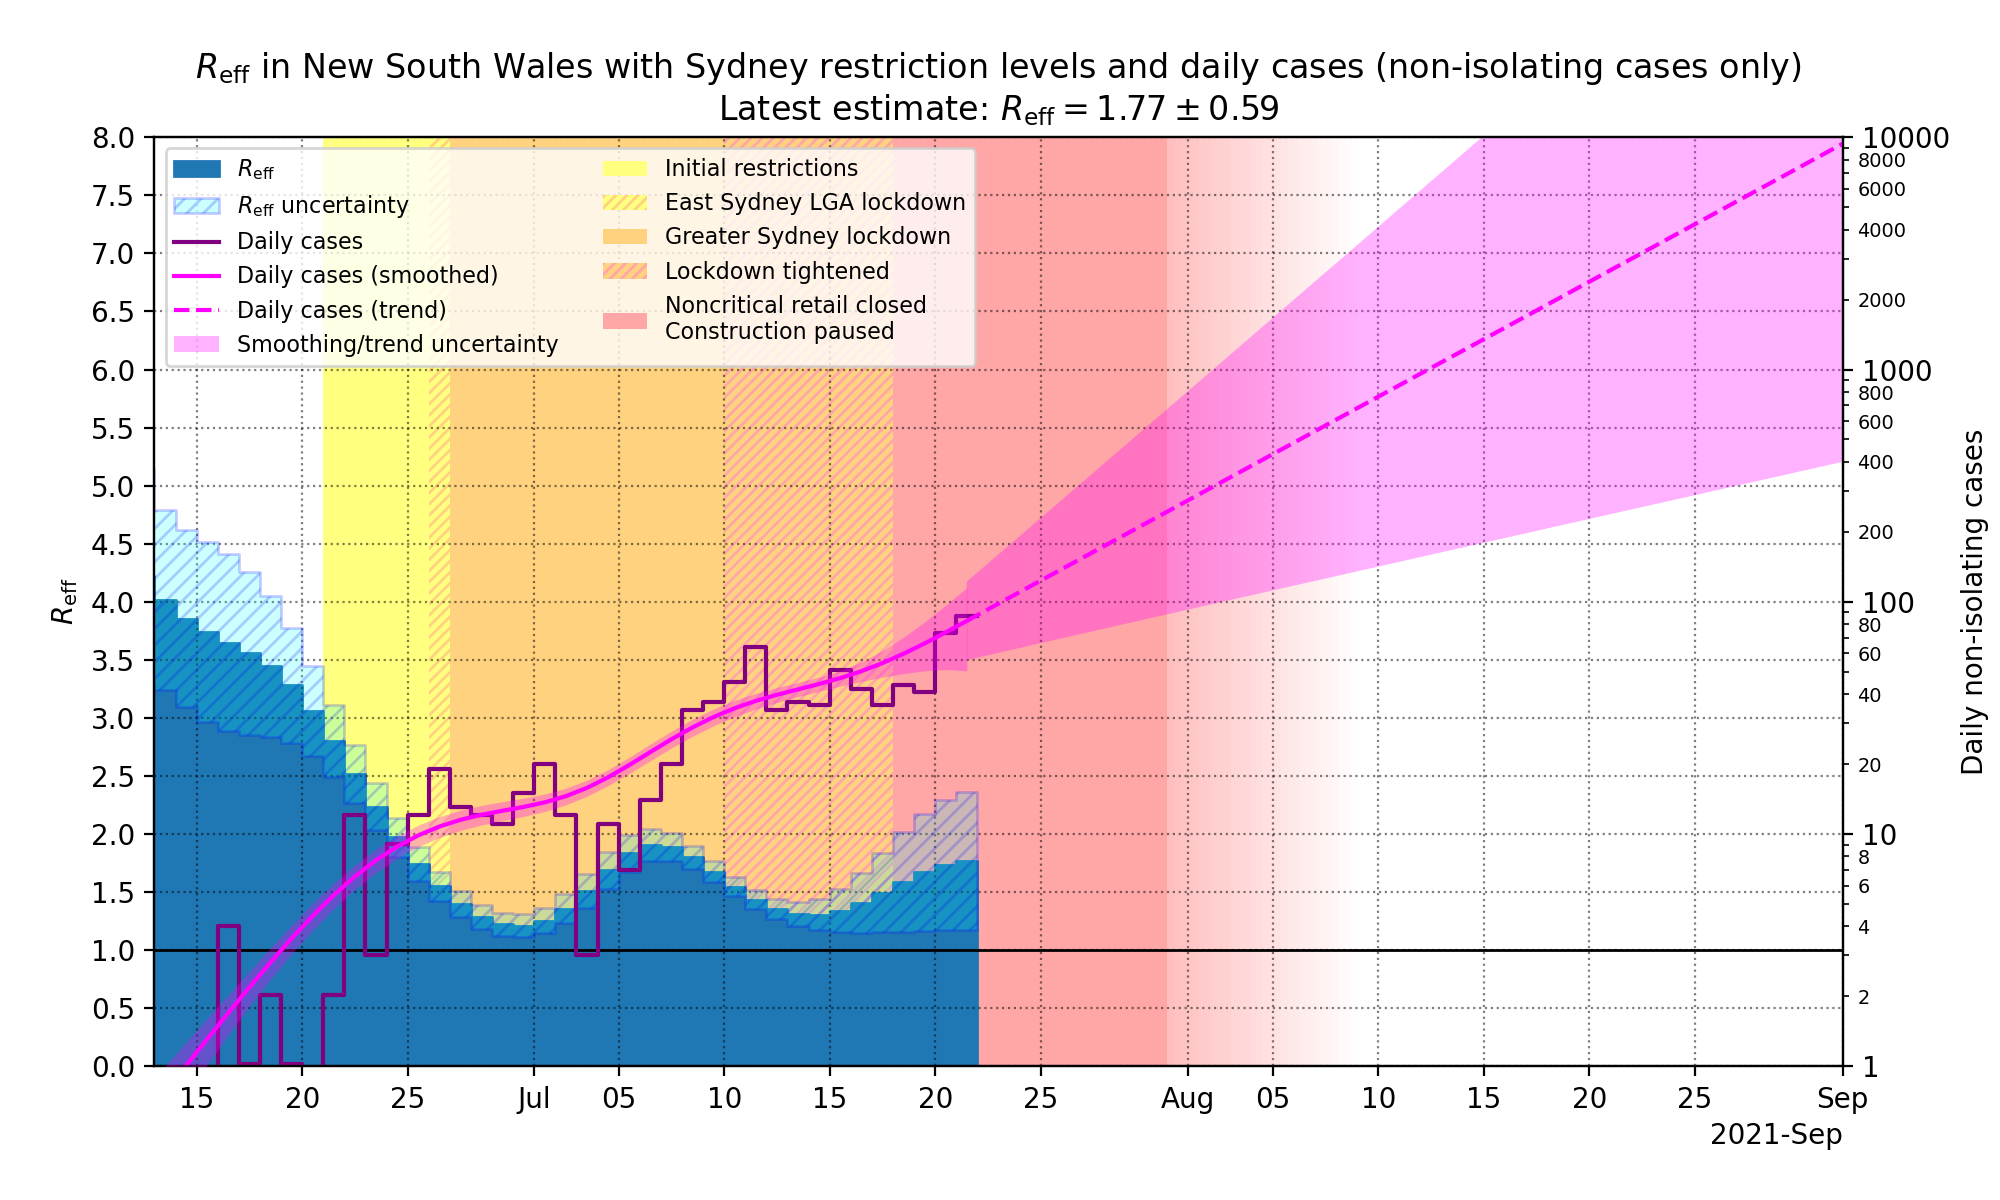 Reff in New South Wales with Sydney restriction levels and daily cases (non-isolating cases only)
Latest estimate: Reff = 1.77 ± 0.59
Reff
Reff uncertainty
Daily cases
Daily cases (smoothed)
Daily cases (trend)
Smoothing/trend uncertainty
Initial restrictions
East Sydney LGA lockdown
Greater Sydney lockdown
Lockdown tightened
Noncritical retail closed
Construction paused
8.0
7.5
7.0
6.5
6.0
5.5
5.0
4.5
4.0
3.5
3.0
2.5
2.0
1.5
1.0
0.5
0.0
Reff
10000
8000
6000
4000
2000
1000
800
600
400
200
100
80
60
40
20
10
8
6
4
2
1
Daily non-isolating cases
15 20 25 Jul 05 10 15 20 25 Aug 05 10 15 20 25 Sep
2021-Sep